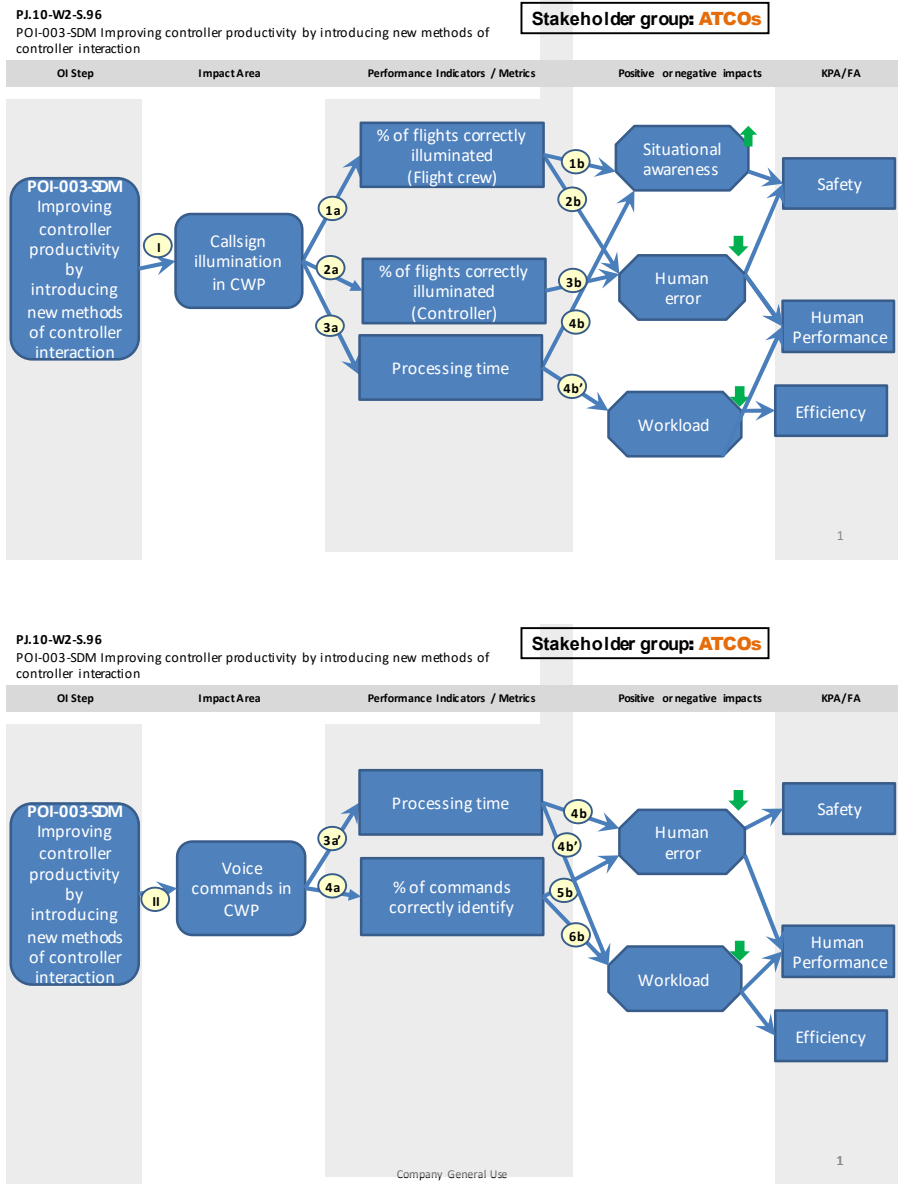 PJ.10-W2-S.96
POI-003-SDM Improving controller productivity by introducing new methods of
controller interaction
Stakeholder group: ATCOs
OI Step
Impact Area
Performance Indicators / Metrics
Positive or negative impacts
KPA/FA
POI-003-SDM
Improving
controller
productivity
by
introducing
new methods
of controller
interaction
I
Callsign
illumination
in CWP
1a
2a
3a
% of flights correctly
illuminated
(Flight crew)
% of flights correctly
illuminated
(Controller)
Processing time
1b
2b
3b
4b
4b’
Situational
awareness
Human
error
Workload
Safety
Human
Performance
Efficiency
1
PJ.10-W2-S.96
POI-003-SDM Improving controller productivity by introducing new methods of
controller interaction
Stakeholder group: ATCOs
OI Step
Impact Area
Performance Indicators / Metrics
Positive or negative impacts
KPA/FA
POI-003-SDM
Improving
controller
productivity
by
introducing
new methods
of controller
interaction
II
Voice
commands in
CWP
3a’
4a
Processing time
% of commands
correctly identify
4b
4b’
5b
6b
Human
error
Workload
Safety
Human
Performance
Efficiency
1
Company General Use